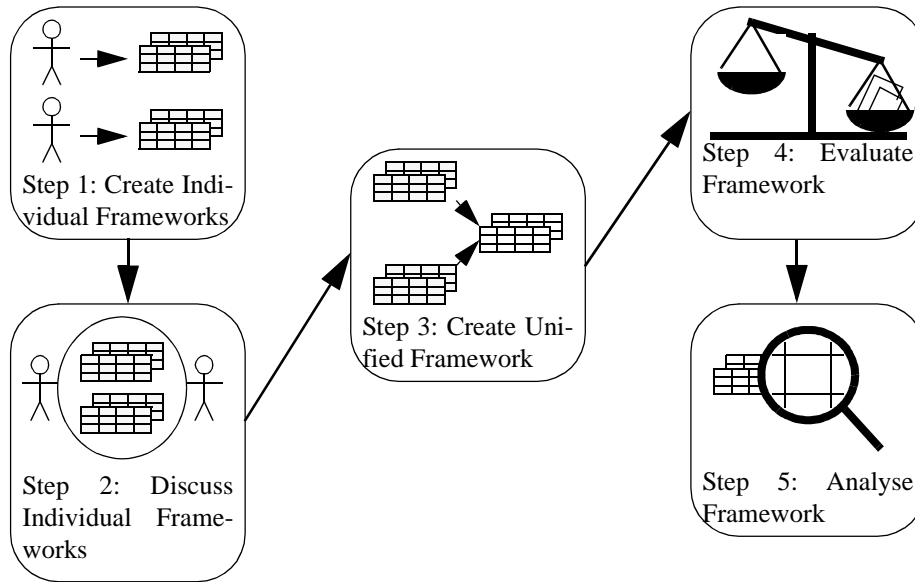 Step 1: Create Indi-
vidual Frameworks
Step 2: Discuss
Individual Frame-
works
Step 3: Create Uni-
fied Framework
Step 4: Evaluate
Framework
Step 5: Analyse
Framework